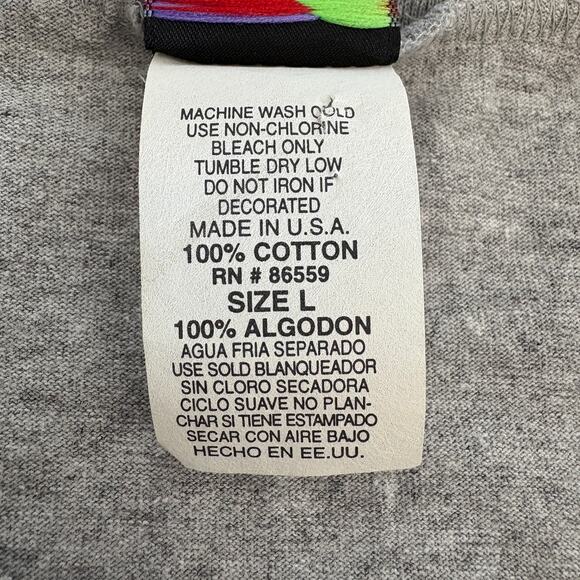 MACHINE WASH COLD
USE NON-CHLORINE
BLEACH ONLY
TUMBLE DRY LOW
DO NOT IRON IF
DECORATED
MADE IN U.S.A.
100% COTTON
RN # 86559
SIZE L
100% ALGODON
AGUA FRIA SEPARADO
USE SOLD BLANQUEADOR
SIN CLORO SECADORA
CICLO SUAVE NO PLAN-
CHAR SI TIENE ESTAMPADO
SECAR CON AIRE BAJO
HECHO EN EE.UU.